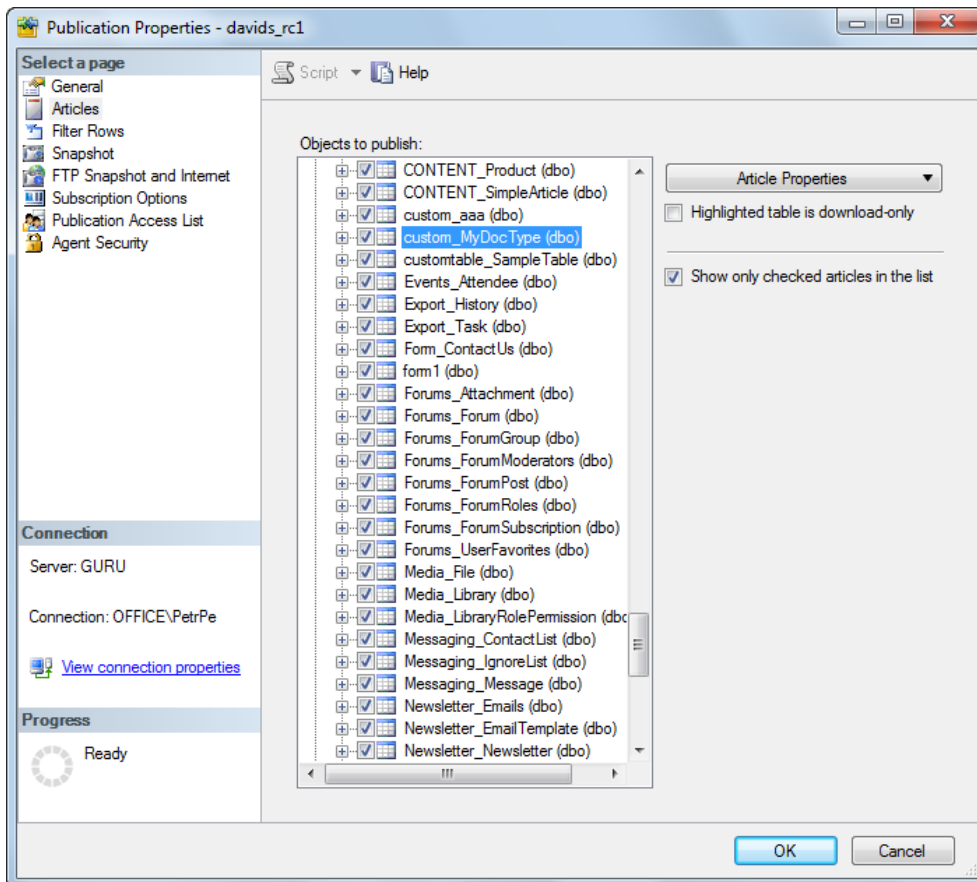 Publication Properties - davids_rc1
Select a page
General
Articles
Filter Rows
Snapshot
FTP Snapshot and Internet
Subscription Options
Publication Access List
Agent Security
Connection
Server: GURU
Connection: OFFICE\PetrPe
View connection properties
Progress
Ready
Script
Help
Objects to publish:
CONTENT_Product (dbo)
CONTENT_SimpleArticle (dbo)
custom_aaa (dbo)
custom_MyDocType (dbo)
customtable_SampleTable (dbo)
Events_Attendee (dbo)
Export_History (dbo)
Export_Task (dbo)
Form_ContactUs (dbo)
form1 (dbo)
Forums_Attachment (dbo)
Forums_Forum (dbo)
Forums_ForumGroup (dbo)
Forums_ForumModerators (dbo)
Forums_ForumPost (dbo)
Forums_ForumRoles (dbo)
Forums_ForumSubscription (dbo)
Forums_UserFavorites (dbo)
Media_File (dbo)
Media_Library (dbo)
Media_LibraryRolePermission (dbo
Messaging_ContactList (dbo)
Messaging_IgnoreList (dbo)
Messaging_Message (dbo)
Newsletter_Emails (dbo)
Newsletter_EmailTemplate (dbo)
Newsletter_Newsletter (dbo)
Article Properties
Highlighted table is download-only
Show only checked articles in the list
OK
Cancel